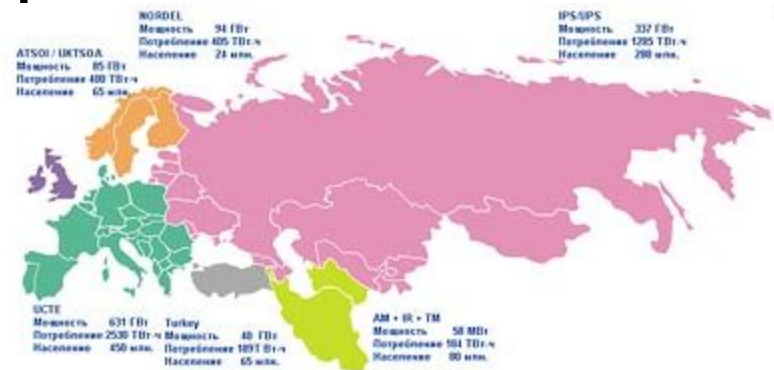 NORDEL
Мощность 94 ГВт
Потребление 405 ТВт-ч
Население 24 млн.
IPS/UPS
Мощность 337 ГВт
Потребление 1285 ТВт-ч
Население 280 млн.
ATSOI / UKTSOA
Мощность 85 ГВт
Потребление 400 ТВт-ч
Население 65 млн.
UCTE
Мощность 631 ГВт
Потребление 2530 ТВт-ч
Население 450 млн.
Turkey
Мощность 40 ГВт
Потребление
Население 65 млн.
AM + IR + TM
Мощность 58 МВт
Потребление ТВт-ч
Население 80 млн.